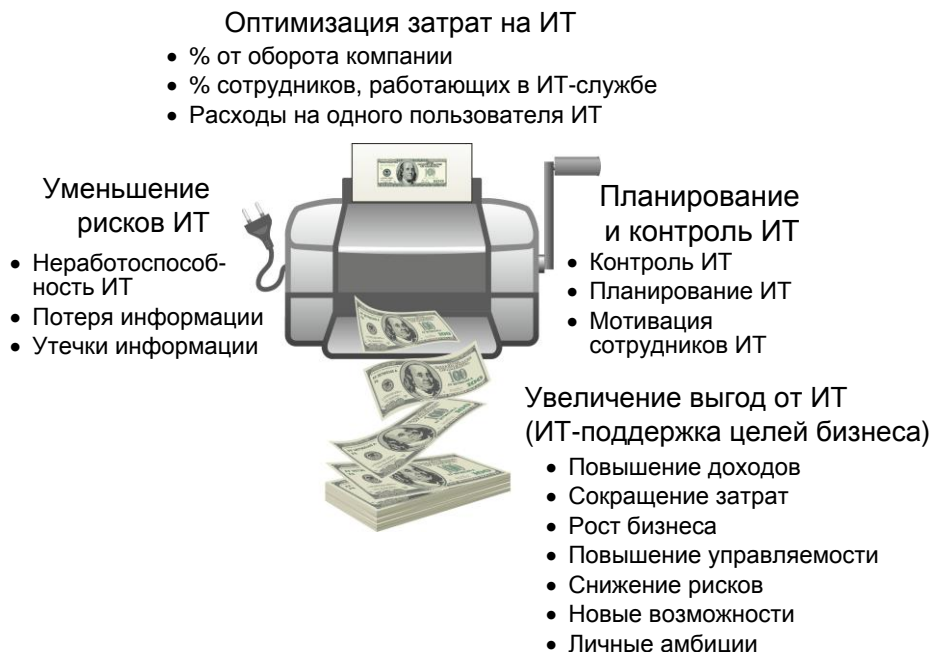 Оптимизация затрат на ИТ
• % от оборота компании
• % сотрудников, работающих в ИТ-службе
• Расходы на одного пользователя ИТ
Уменьшение
рисков ИТ
• Неработоспособ-
ность ИТ
• Потеря информации
• Утечки информации
Планирование
и контроль ИТ
• Контроль ИТ
• Планирование ИТ
• Мотивация
сотрудников ИТ
Увеличение выгод от ИТ
(ИТ-поддержка целей бизнеса)
• Повышение доходов
• Сокращение затрат
• Рост бизнеса
• Повышение управляемости
• Снижение рисков
• Новые возможности
• Личные амбиции
100